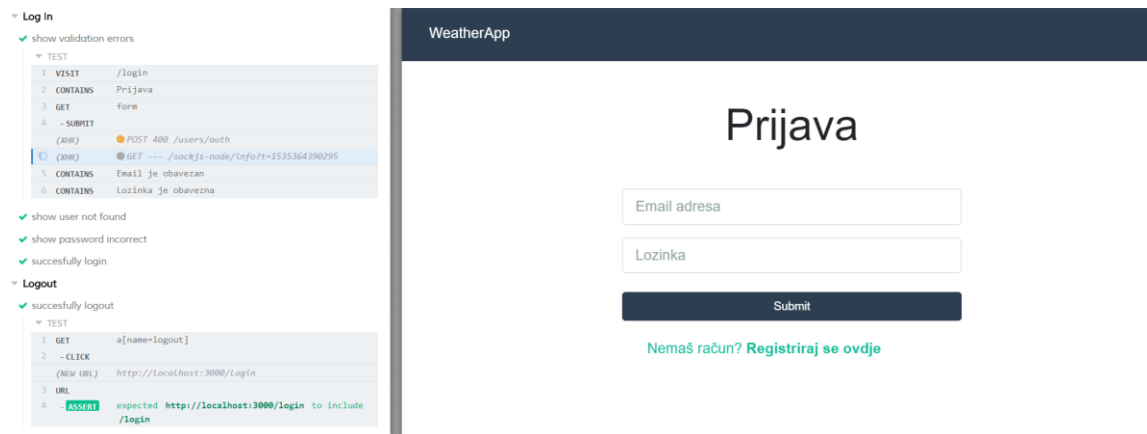 Log In
show validation errors
TEST
1 VISIT /login
2 CONTAINS Prijava
3 GET form
4 - SUBMIT
(XHR) POST 400 /users/auth
(XHR) GET --- /sockjs-node/info?t=1535364390295
5 CONTAINS Email je obavezan
6 CONTAINS Lozinka je obavezna
show user not found
show password incorrect
succesfully login
Logout
succesfully logout
TEST
1 GET a[name=logout]
2 - CLICK
(NEW URL) http://localhost:3000/login
3 URL
4 - ASSERT expected http://localhost:3000/login to include
/login
WeatherApp
Prijava
Email adresa
Lozinka
Submit
Nemaš račun? Registriraj se ovdje